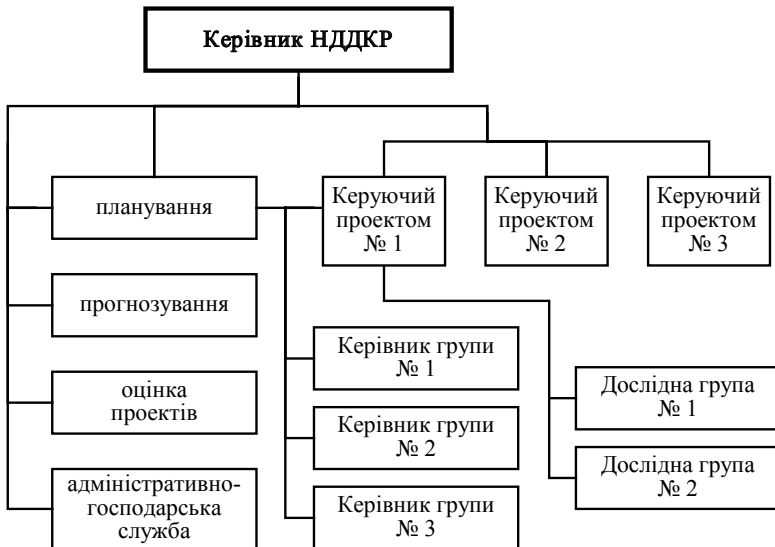 Керівник НДДКР
планування
Керуючий
проектом
№ 1
Керуючий
проектом
№ 2
Керуючий
проектом
№ 3
прогнозування
Керівник групи
№ 1
оцінка
проектів
Дослідна група
№ 1
Керівник групи
№ 2
Дослідна група
№ 2
адміністративно-
господарська
служба
Керівник групи
№ 3